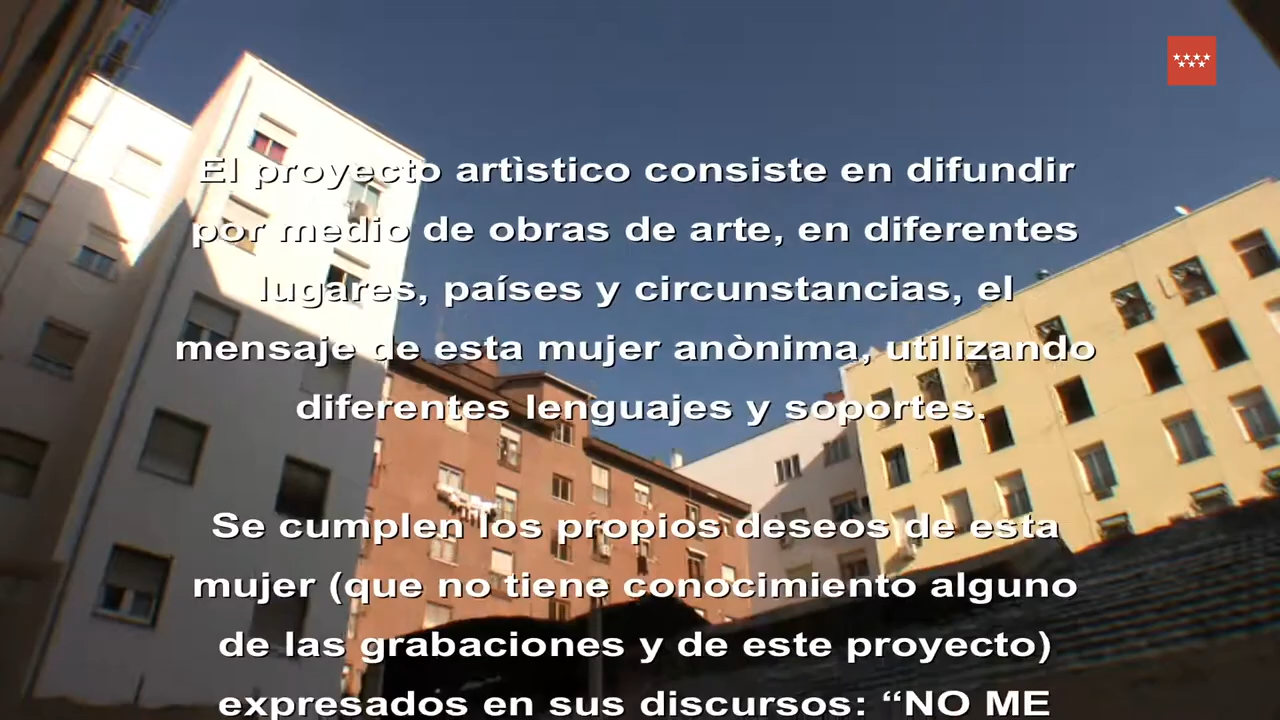 El proyecto artìstico consiste en difundir
por medio de obras de arte, en diferentes
lugares, países y circunstancias, el
mensaje de esta mujer anònima, utilizando
diferentes lenguajes y soportes.
Se cumplen los propios deseos de esta
mujer (que no tiene conocimiento alguno
de las grabaciones y de este proyecto)
expresados en sus discursos: “NO ME